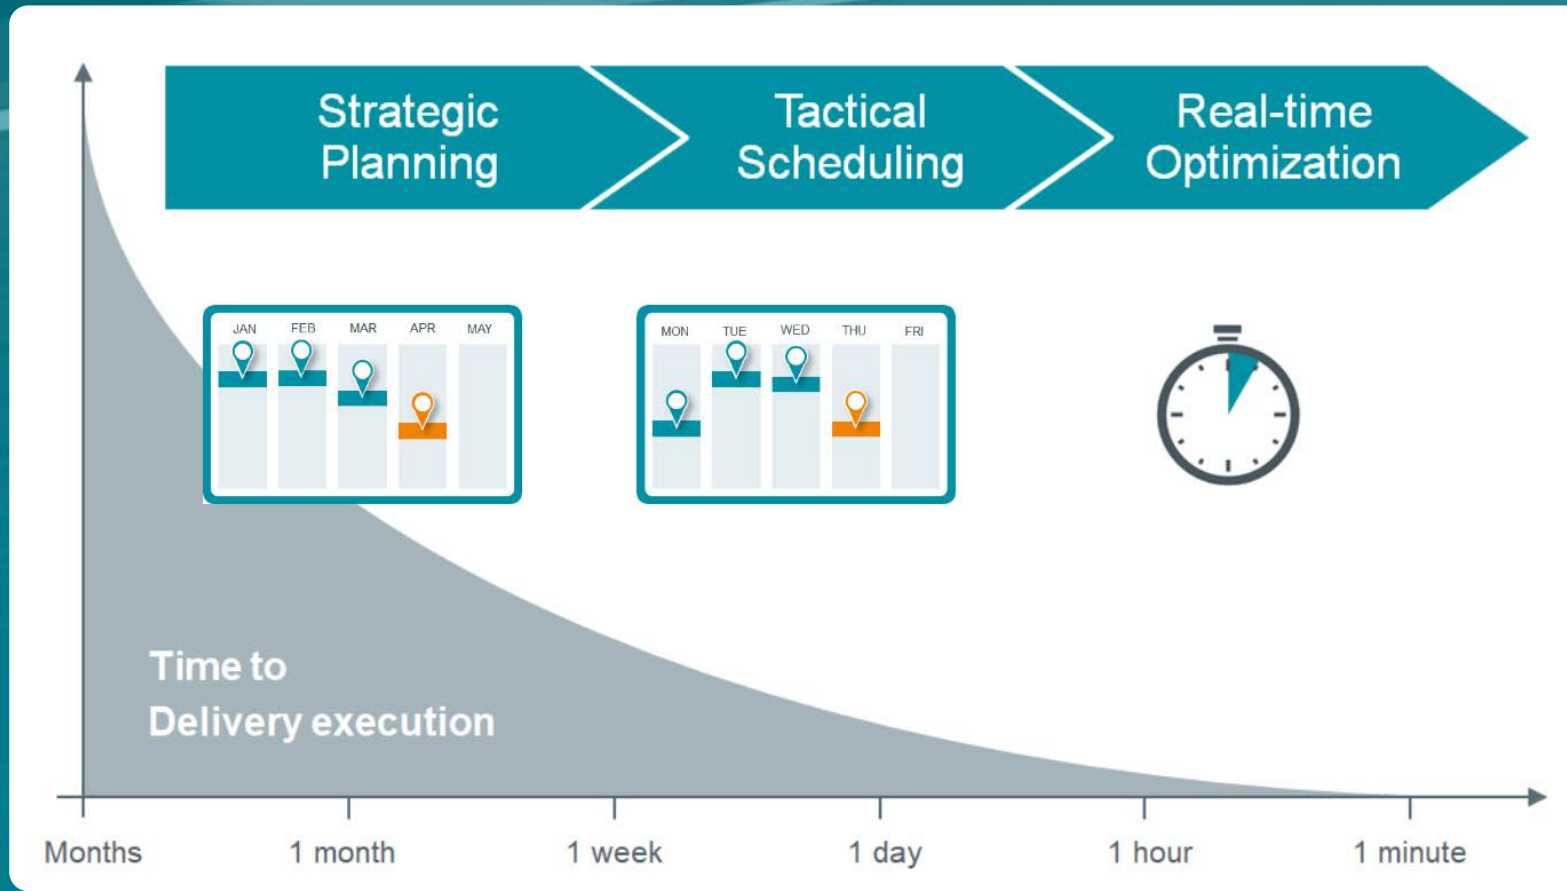 Strategic
Planning
Tactical
Scheduling
Real-time
Optimization
JAN FEB MAR APR MAY
MON TUE WED THU FRI
Time to
Delivery execution
Months 1 month 1 week 1 day 1 hour 1 minute